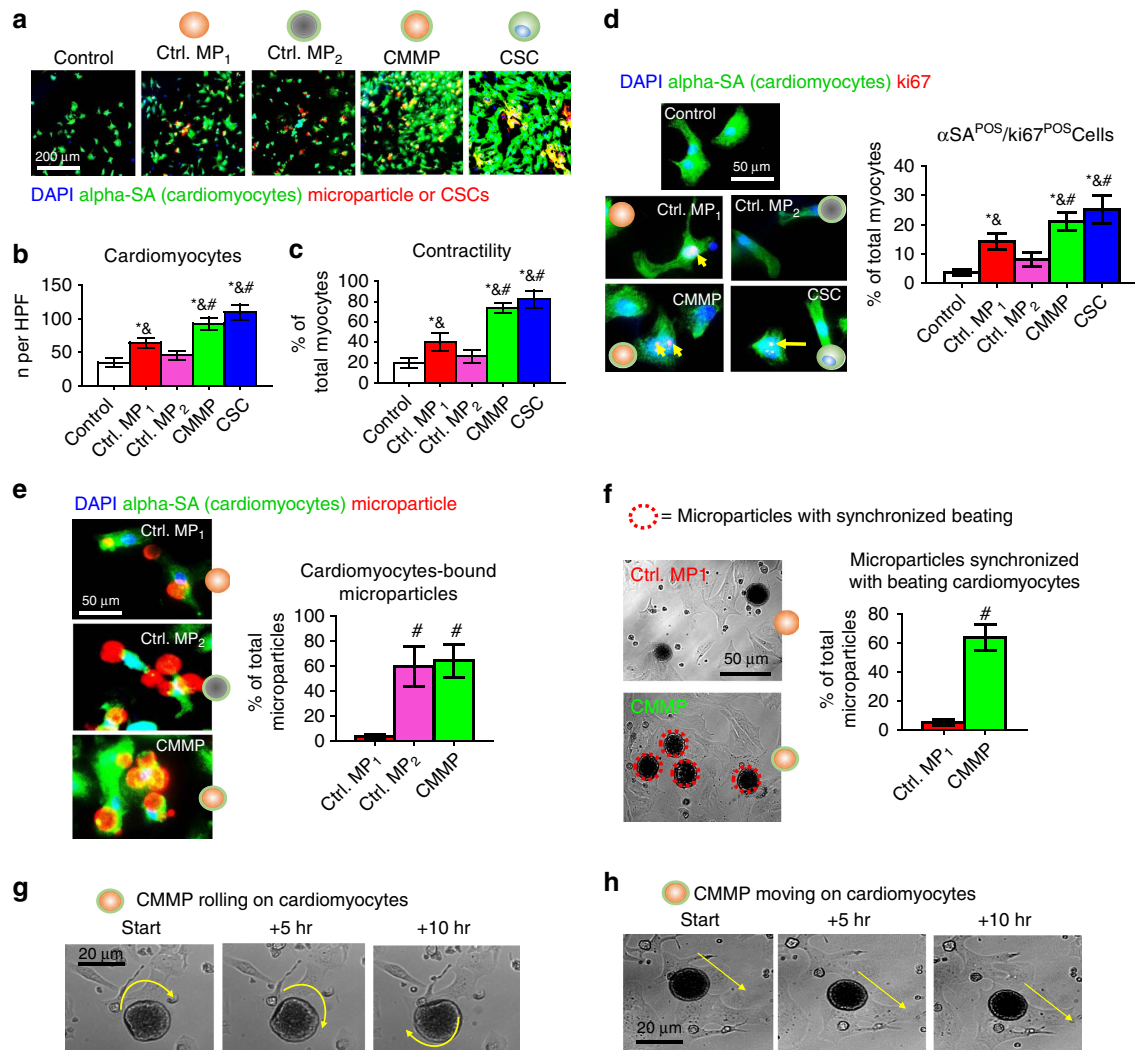 a
Control
Ctrl. MP1
Ctrl. MP2
CMMP
CSC
200 μm
DAPI alpha-SA (cardiomyocytes) microparticle or CSCs
b
Cardiomyocytes
n per HPF
150
100
50
0
*&
*&#
*&#
Control
Ctrl. MP1
Ctrl. MP2
CMMP
CSC
c
Contractility
% of
total myocytes
100
80
60
40
20
0
*&
*&#
*&#
Control
Ctrl. MP1
Ctrl. MP2
CMMP
CSC
d
DAPI alpha-SA (cardiomyocytes) ki67
Control
50 μm
Ctrl. MP1
Ctrl. MP2
CMMP
CSC
αSAPOS/ki67POSCells
% of total myocytes
40
30
20
10
0
*&
*&#
*&#
Control
Ctrl. MP1
Ctrl. MP2
CMMP
CSC
e
DAPI alpha-SA (cardiomyocytes) microparticle
Ctrl. MP1
50 μm
Ctrl. MP2
CMMP
Cardiomyocytes-bound
microparticles
% of total
microparticles
100
80
60
40
20
0
#
#
Ctrl. MP1
Ctrl. MP2
CMMP
f
= Microparticles with synchronized beating
Ctrl. MP1
50 μm
CMMP
Microparticles synchronized
with beating cardiomyocytes
% of total
microparticles
80
60
40
20
0
#
Ctrl. MP1
CMMP
g
CMMP rolling on cardiomyocytes
Start
+5 hr
+10 hr
20 μm
h
CMMP moving on cardiomyocytes
Start
+5 hr
+10 hr
20 μm